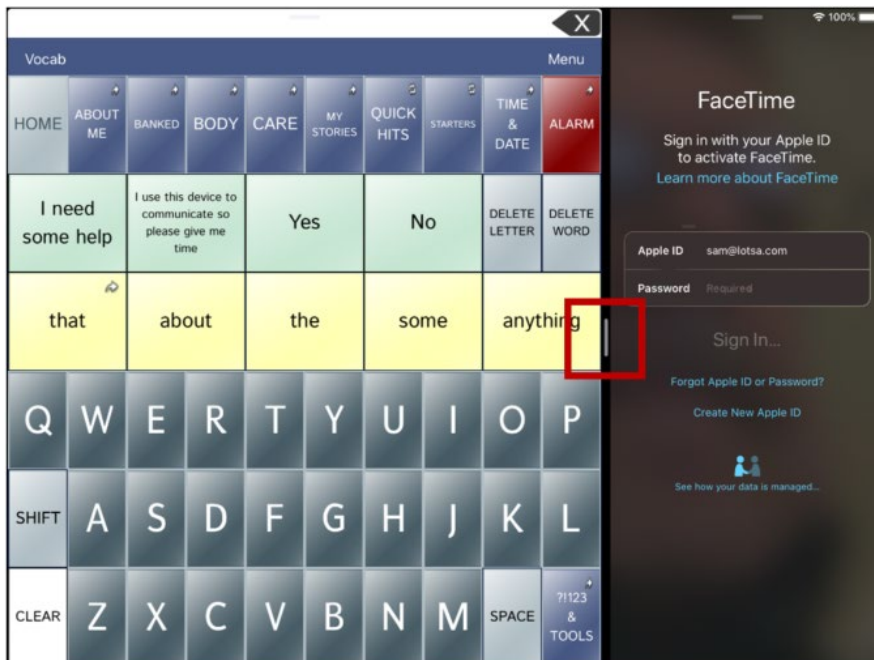 X
100%
Vocab
Menu
HOME
ABOUT
ME
BANKED
BODY
CARE
MY
STORIES
QUICK
HITS
STARTERS
TIME
&
DATE
ALARM
I need
some help
I use this device to
communicate so
please give me
time
Yes
No
DELETE
LETTER
DELETE
WORD
that
about
the
some
anything
Q W E R T Y U I O P
SHIFT A S D F G H J K L
CLEAR Z X C V B N M SPACE
?!123
&
TOOLS
FaceTime
Sign in with your Apple ID
to activate FaceTime.
Learn more about FaceTime
Apple ID sam@lotsa.com
Password Required
Sign In...
Forgot Apple ID or Password?
Create New Apple ID
See how your data is managed...